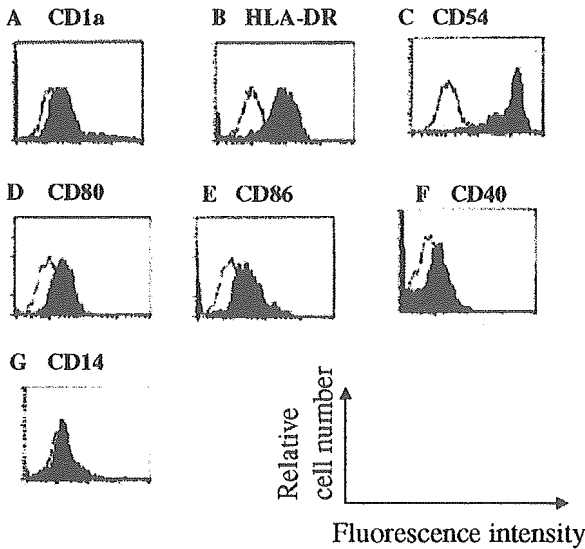 A CD1a
B HLA-DR
C CD54
D CD80
E CD86
F CD40
G CD14
Relative
cell number
Fluorescence intensity